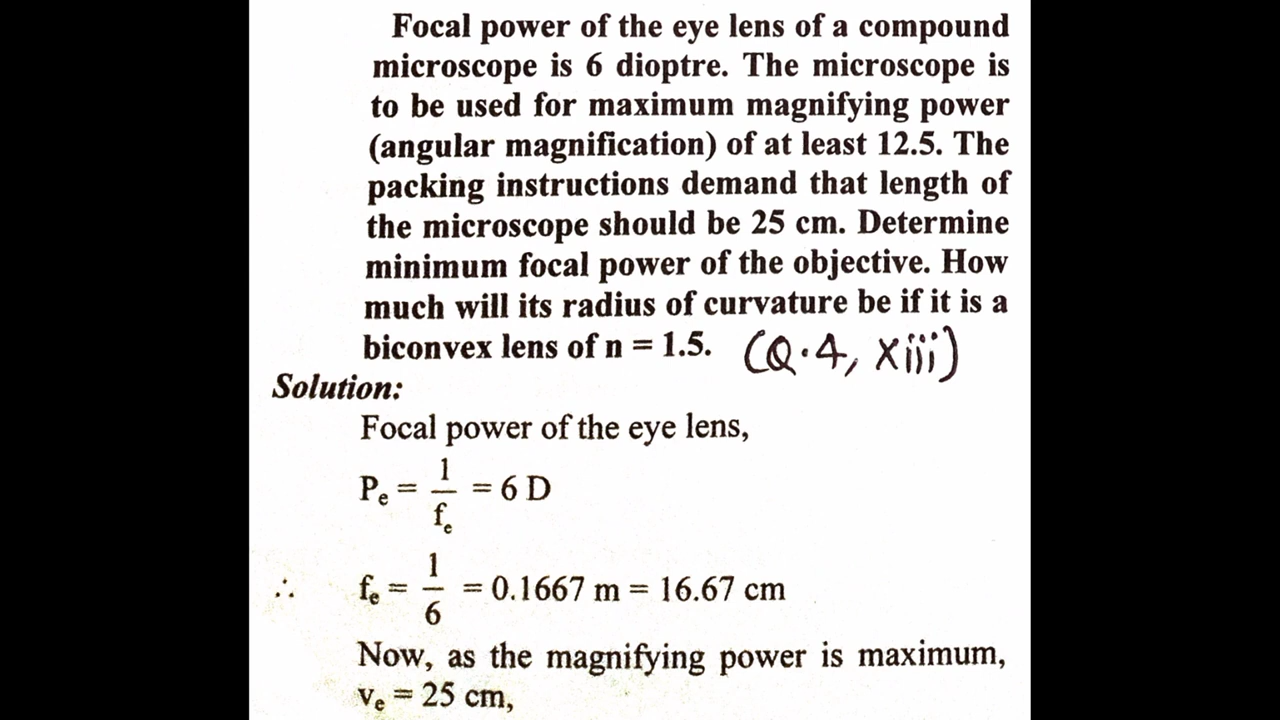 Focal power of the eye lens of a compound
microscope is 6 dioptre. The microscope is
to be used for maximum magnifying power
(angular magnification) of at least 12.5. The
packing instructions demand that length of
the microscope should be 25 cm. Determine
minimum focal power of the objective. How
much will its radius of curvature be if it is a
biconvex lens of n = 1.5. (Q.4, Xiii)
Solution:
Focal power of the eye lens,
Pₑ = 1/fₑ = 6 D
∴ fₑ = 1/6 = 0.1667 m = 16.67 cm
Now, as the magnifying power is maximum,
vₑ = 25 cm,